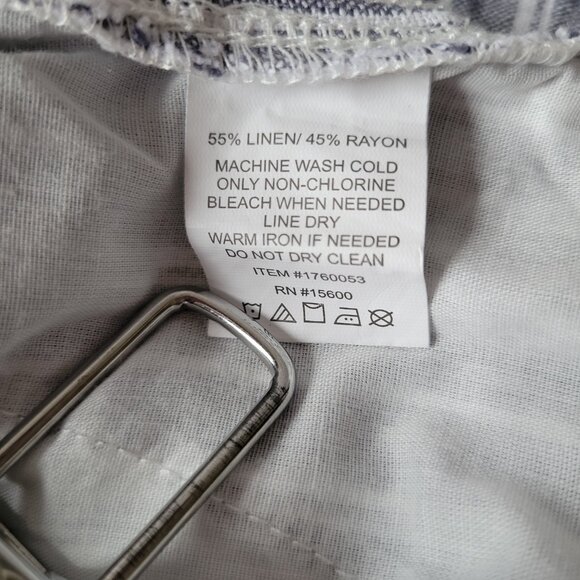 55% LINEN/ 45% RAYON
MACHINE WASH COLD
ONLY NON-CHLORINE
BLEACH WHEN NEEDED
LINE DRY
WARM IRON IF NEEDED
DO NOT DRY CLEAN
ITEM #1760053
RN #15600